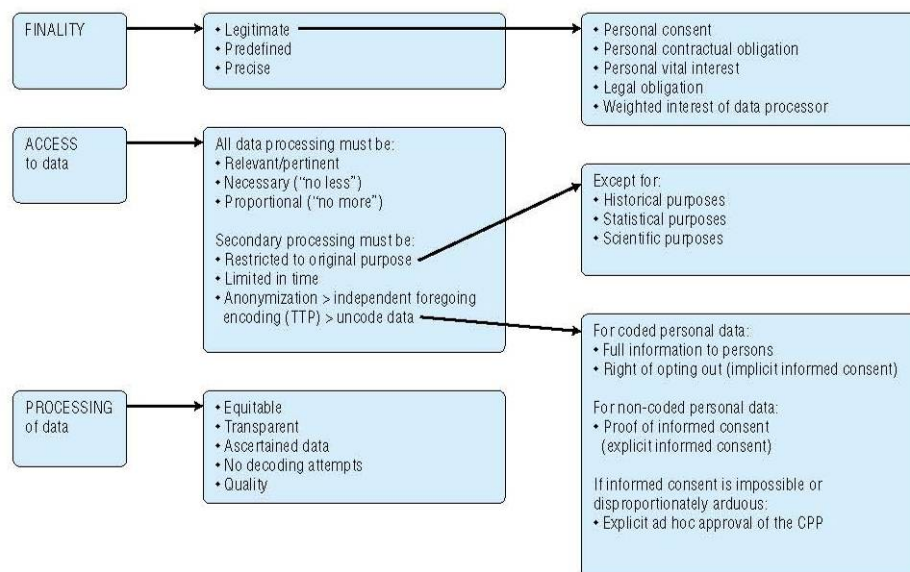 FINALITY
• Legitimate
• Predefined
• Precise
• Personal consent
• Personal contractual obligation
• Personal vital interest
• Legal obligation
• Weighted interest of data processor
ACCESS
to data
All data processing must be:
• Relevant/pertinent
• Necessary (“no less”)
• Proportional (“no more”)
Secondary processing must be:
• Restricted to original purpose
• Limited in time
• Anonymization > independent foregoing
encoding (TTP) > uncode data
Except for:
• Historical purposes
• Statistical purposes
• Scientific purposes
For coded personal data:
• Full information to persons
• Right of opting out (implicit informed consent)
For non-coded personal data:
• Proof of informed consent
(explicit informed consent)
If informed consent is impossible or
disproportionately arduous:
• Explicit ad hoc approval of the CPP
PROCESSING
of data
• Equitable
• Transparent
• Ascertained data
• No decoding attempts
• Quality